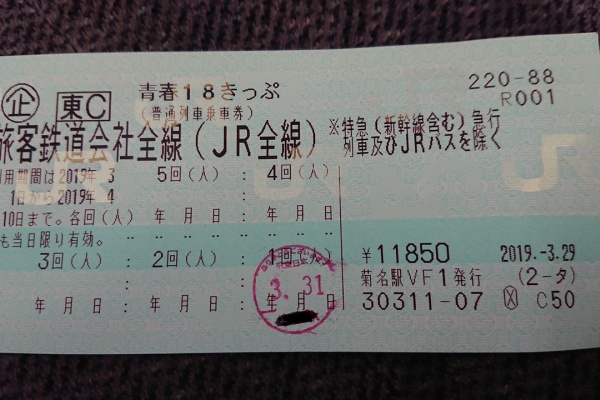 青春18きっぷ
220-88
企 東C
(普通列車乗車券)
R001
旅客鉄道会社全線(JR全線)
※特急(新幹線含む)急行
列車及びJRバスを除く
用期間は2019年 3
5回(人) : 4回(人)
1日から2019年 4
10日まで。各回(人) 年 月 日: 年 月 日
も当日限り有効。
3回(人) : 2回(人) : 1回(人)
¥11850 2019.-3.29
3.31
菊名駅VF1発行 (2-タ)
年 月 日: 年 月 日: 年 月 日
30311-07 C50